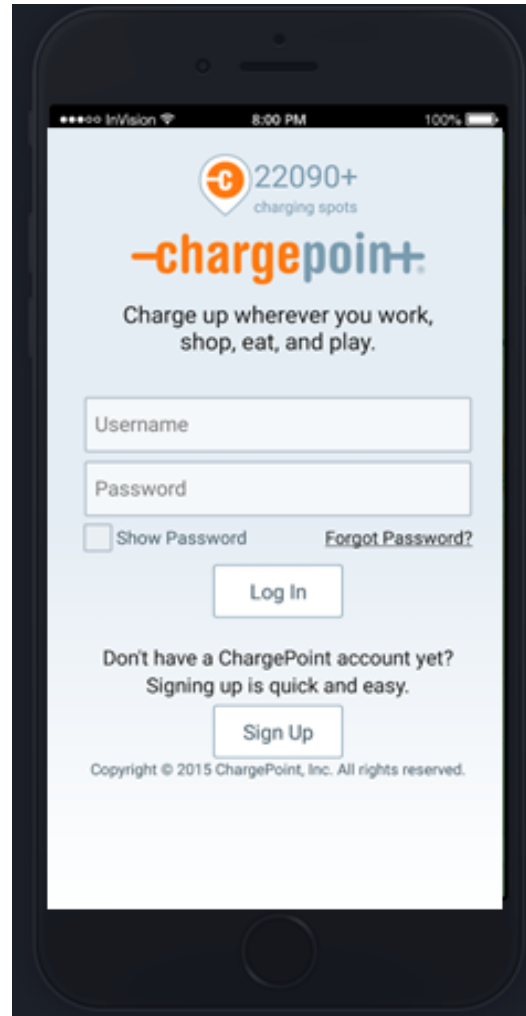 ●●●○○ InVision 8:00 PM 100%
22090+
charging spots
-chargepoin+.
Charge up wherever you work,
shop, eat, and play.
Username
Password
Show Password Forgot Password?
Log In
Don't have a ChargePoint account yet?
Signing up is quick and easy.
Sign Up
Copyright © 2015 ChargePoint, Inc. All rights reserved.